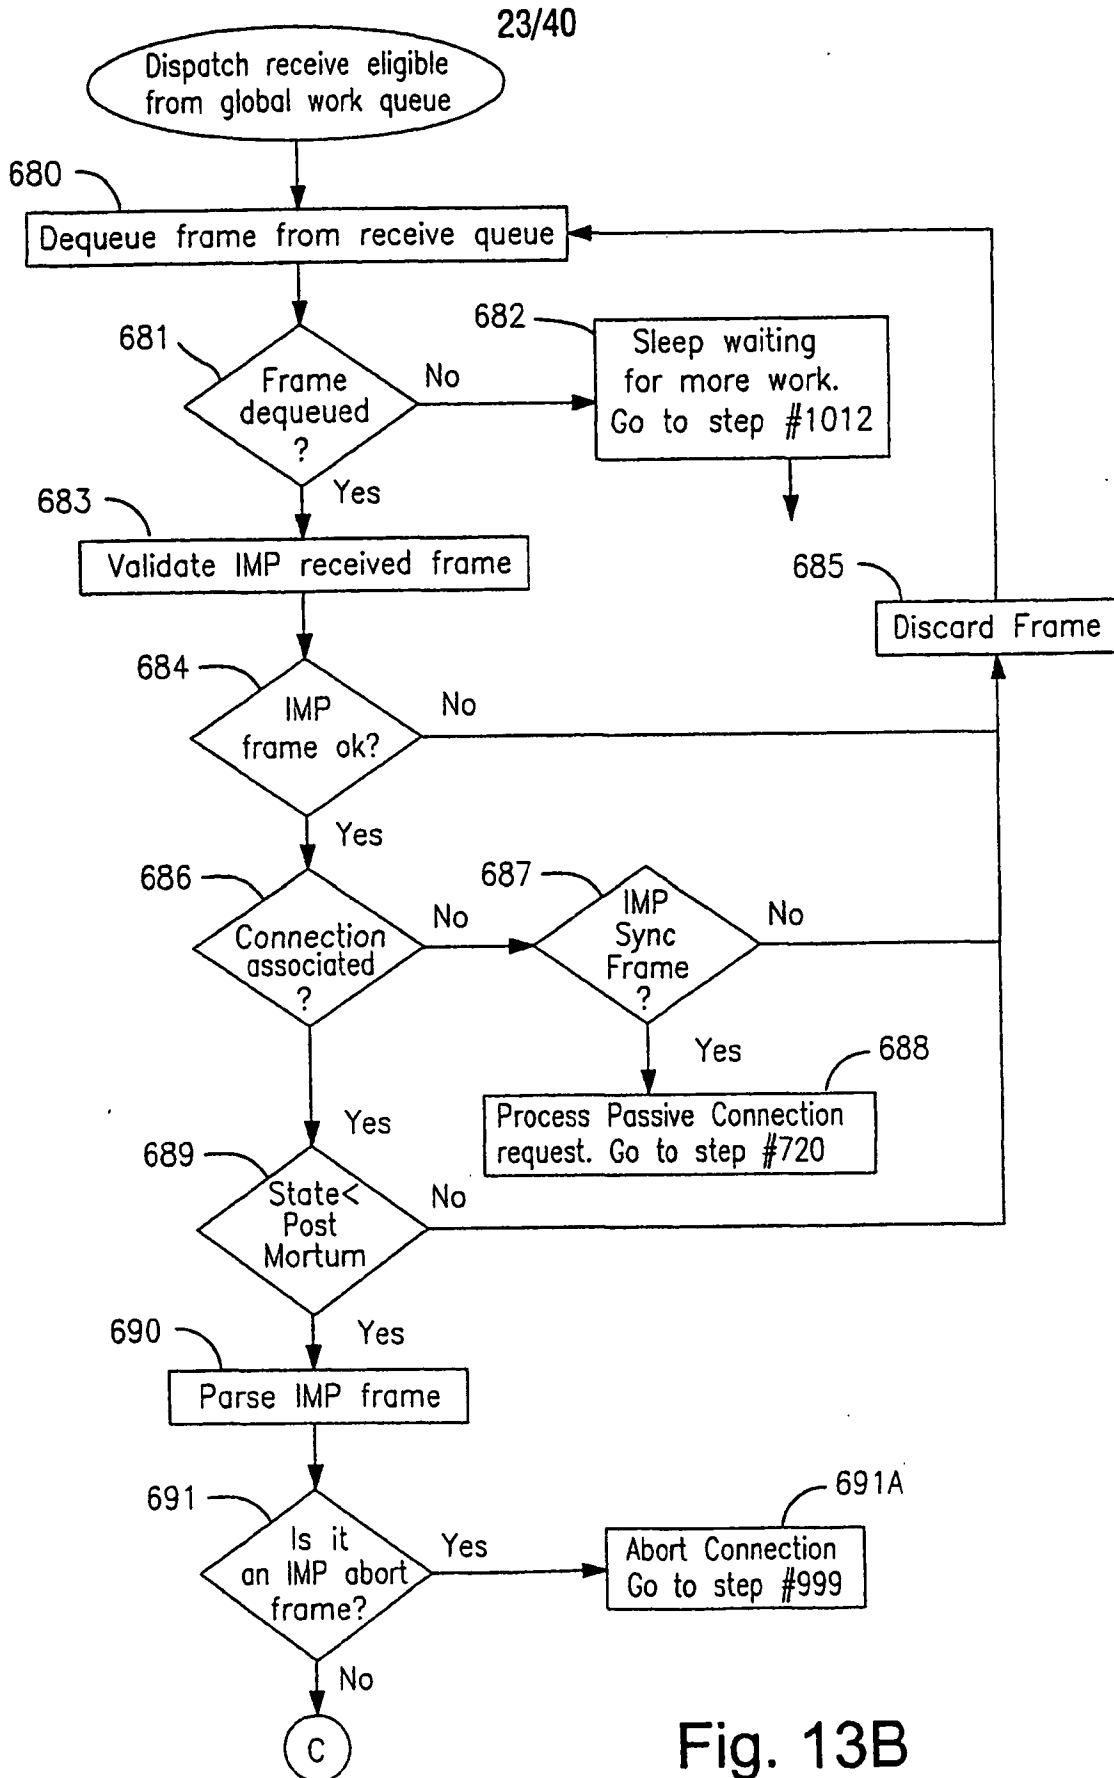 23/40
Dispatch receive eligible
from global work queue
680
Dequeue frame from receive queue
681
Frame
dequeued
?
No
682
Sleep waiting
for more work.
Go to step #1012
Yes
683
Validate IMP received frame
685
Discard Frame
684
IMP
frame ok?
No
Yes
686
Connection
associated
?
No
687
IMP
Sync
Frame
?
No
Yes
688
Process Passive Connection
request. Go to step #720
Yes
689
State<
Post
Mortum
No
Yes
690
Parse IMP frame
691
Is it
an IMP abort
frame?
Yes
691A
Abort Connection
Go to step #999
No
C
Fig. 13B